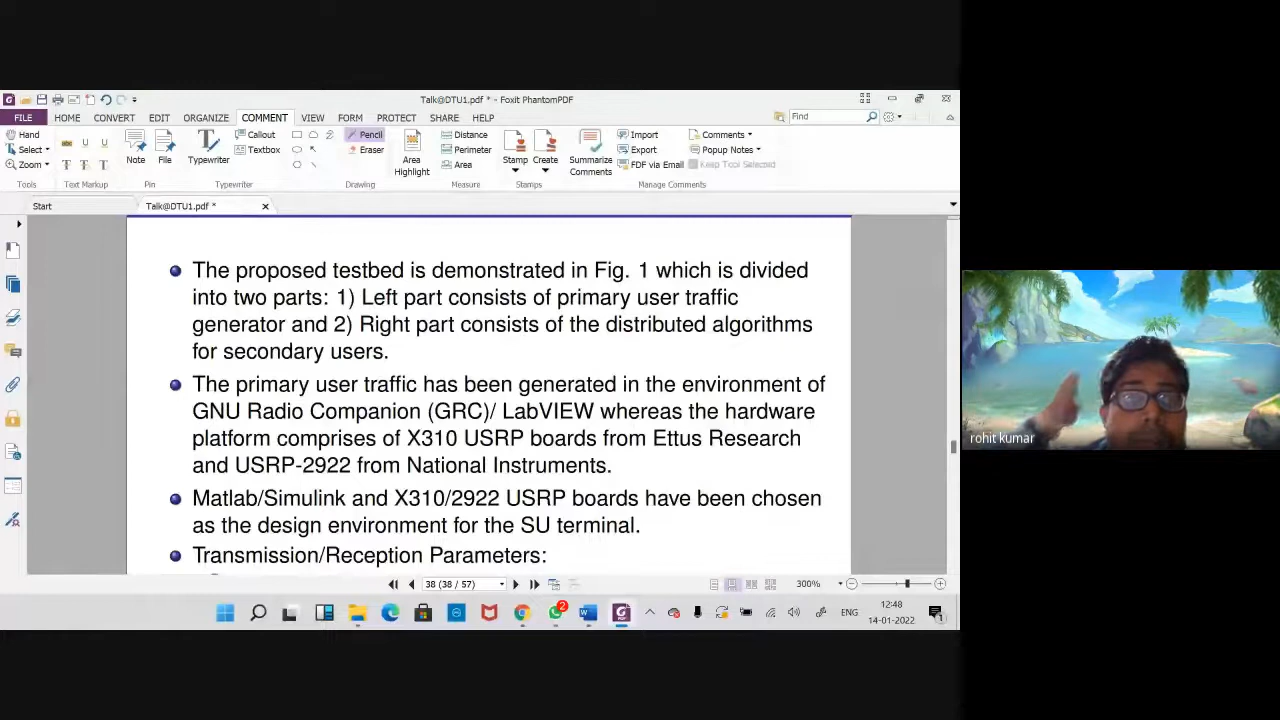 Talk@DTU1.pdf * - Foxit PhantomPDF
FILE HOME CONVERT EDIT ORGANIZE COMMENT VIEW FORM PROTECT SHARE HELP Find
Hand Select Zoom Tools
U U T T T Text Markup
Note File Pin
Typewriter Callout Textbox Typewriter
Pencil Eraser Drawing
Area Highlight
Distance Perimeter Area Measure
Stamp Create Stamps
Summarize Comments
Import Export FDF via Email
Comments Popup Notes Keep Tool Selected
Manage Comments
Start Talk@DTU1.pdf *
The proposed testbed is demonstrated in Fig. 1 which is divided
into two parts: 1) Left part consists of primary user traffic
generator and 2) Right part consists of the distributed algorithms
for secondary users.
The primary user traffic has been generated in the environment of
GNU Radio Companion (GRC)/ LabVIEW whereas the hardware
platform comprises of X310 USRP boards from Ettus Research
and USRP-2922 from National Instruments.
Matlab/Simulink and X310/2922 USRP boards have been chosen
as the design environment for the SU terminal.
Transmission/Reception Parameters:
38 (38 / 57) 300%
2 ENG 12:48
14-01-2022 1
rohit kumar